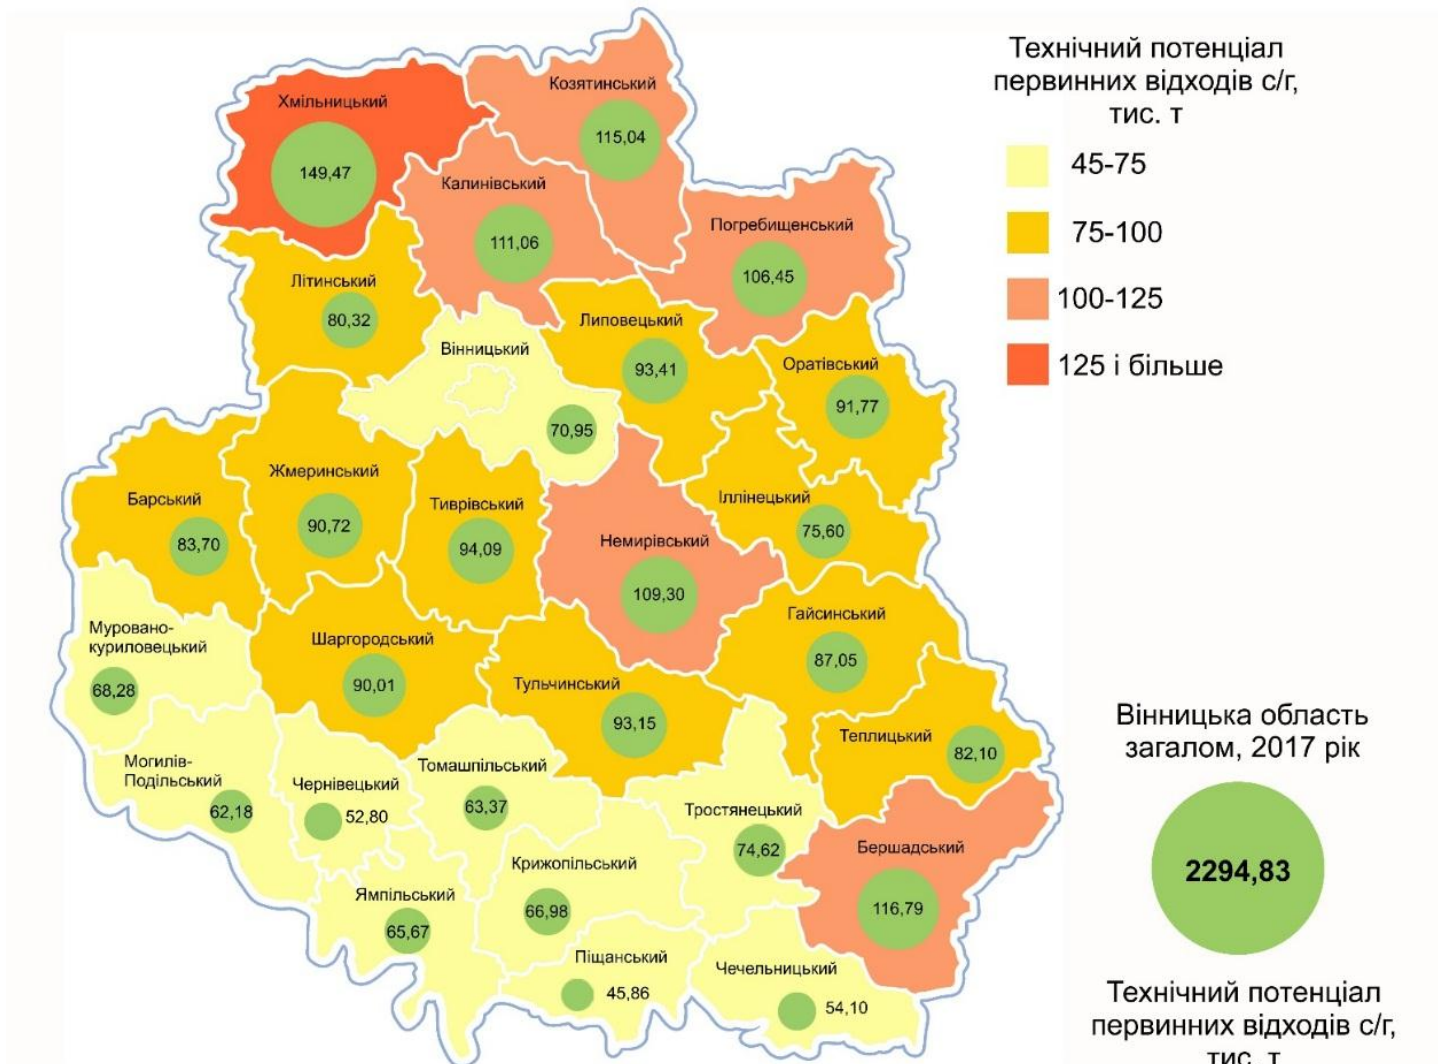 Технічний потенціал
первинних відходів с/г,
тис. т
45-75
75-100
100-125
125 і більше
Козятинський
115,04
Хмільницький
149,47
Калинівський
111,06
Погребищенський
106,45
Літинський
80,32
Липовецький
93,41
Вінницький
70,95
Оратівський
91,77
Жмеринський
90,72
Барський
83,70
Тиврівський
94,09
Іллінецький
75,60
Немирівський
109,30
Гайсинський
87,05
Муровано-
куриловецький
68,28
Шаргородський
90,01
Тульчинський
93,15
Теплицький
82,10
Могилів-
Подільський
62,18
Чернівецький
52,80
Томашпільський
63,37
Тростянецький
74,62
Бершадський
116,79
Крижопільський
66,98
Ямпільський
65,67
Піщанський
45,86
Чечельницький
54,10
Вінницька область
загалом, 2017 рік
2294,83
Технічний потенціал
первинних відходів с/г,
тис. т